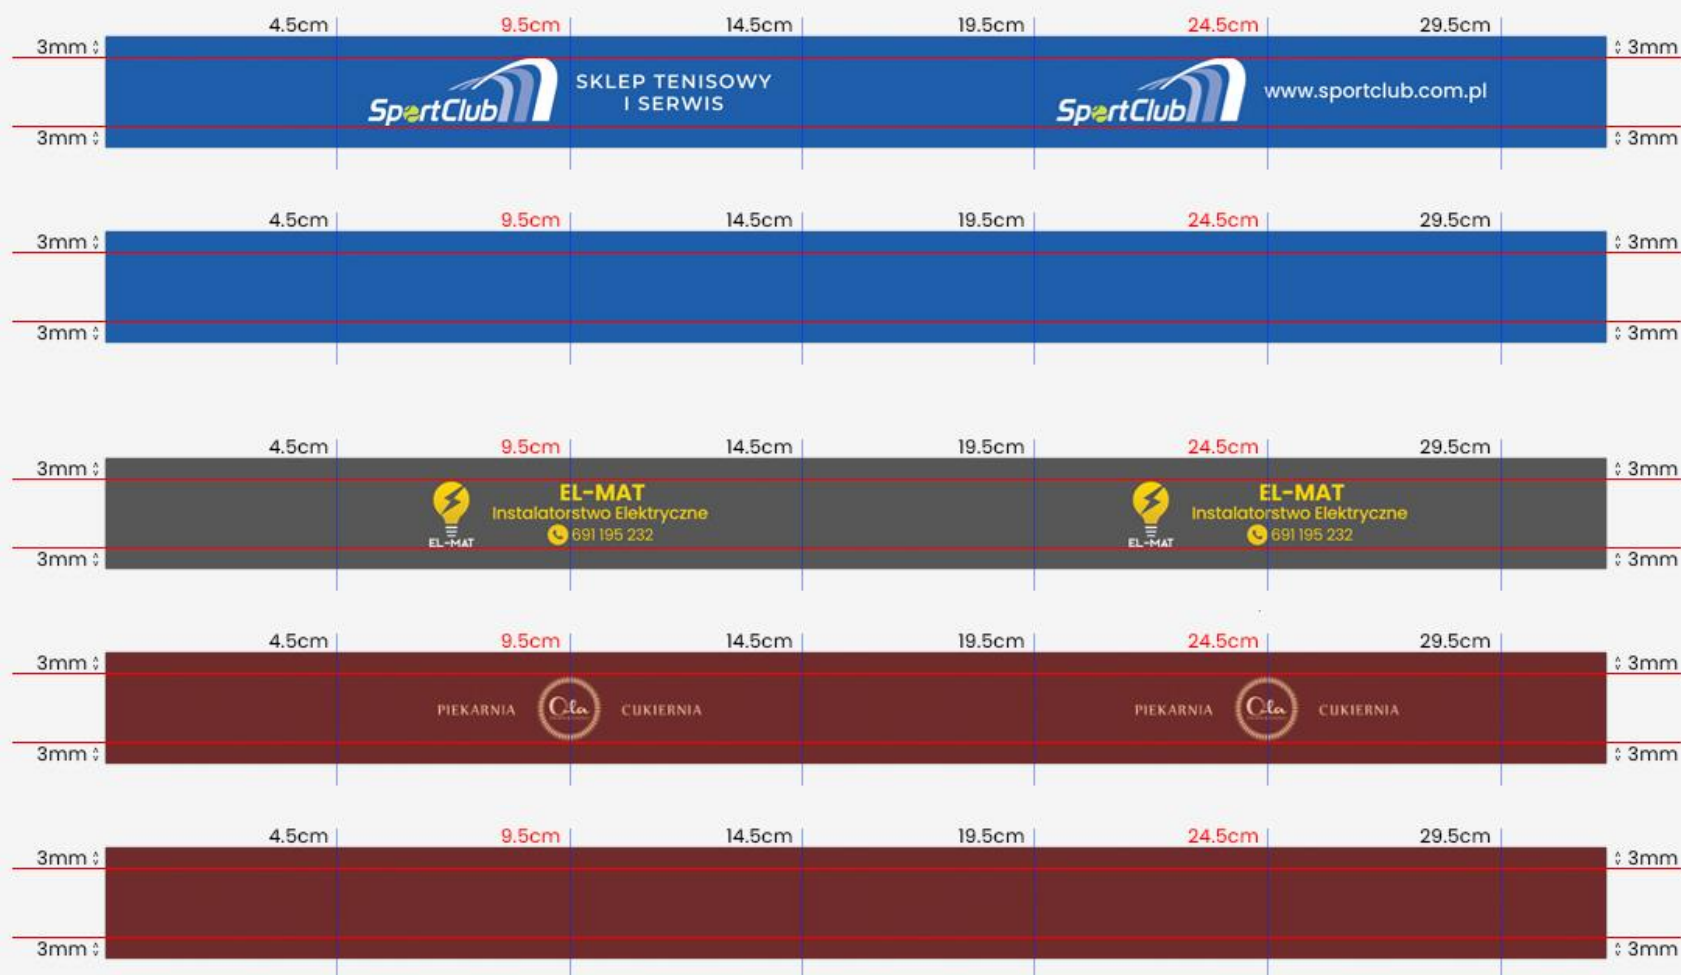 4.5cm 9.5cm 14.5cm 19.5cm 24.5cm 29.5cm
3mm 3mm
SportClub SKLEP TENISOWY SportClub www.sportclub.com.pl
I SERWIS
3mm 3mm
4.5cm 9.5cm 14.5cm 19.5cm 24.5cm 29.5cm
3mm 3mm
3mm 3mm
4.5cm 9.5cm 14.5cm 19.5cm 24.5cm 29.5cm
3mm 3mm
EL-MAT EL-MAT
Instalatorstwo Elektryczne Instalatorstwo Elektryczne
691 195 232 691 195 232
EL-MAT EL-MAT
3mm 3mm
4.5cm 9.5cm 14.5cm 19.5cm 24.5cm 29.5cm
3mm 3mm
PIEKARNIA Ola CUKIERNIA PIEKARNIA Ola CUKIERNIA
3mm 3mm
4.5cm 9.5cm 14.5cm 19.5cm 24.5cm 29.5cm
3mm 3mm
3mm 3mm